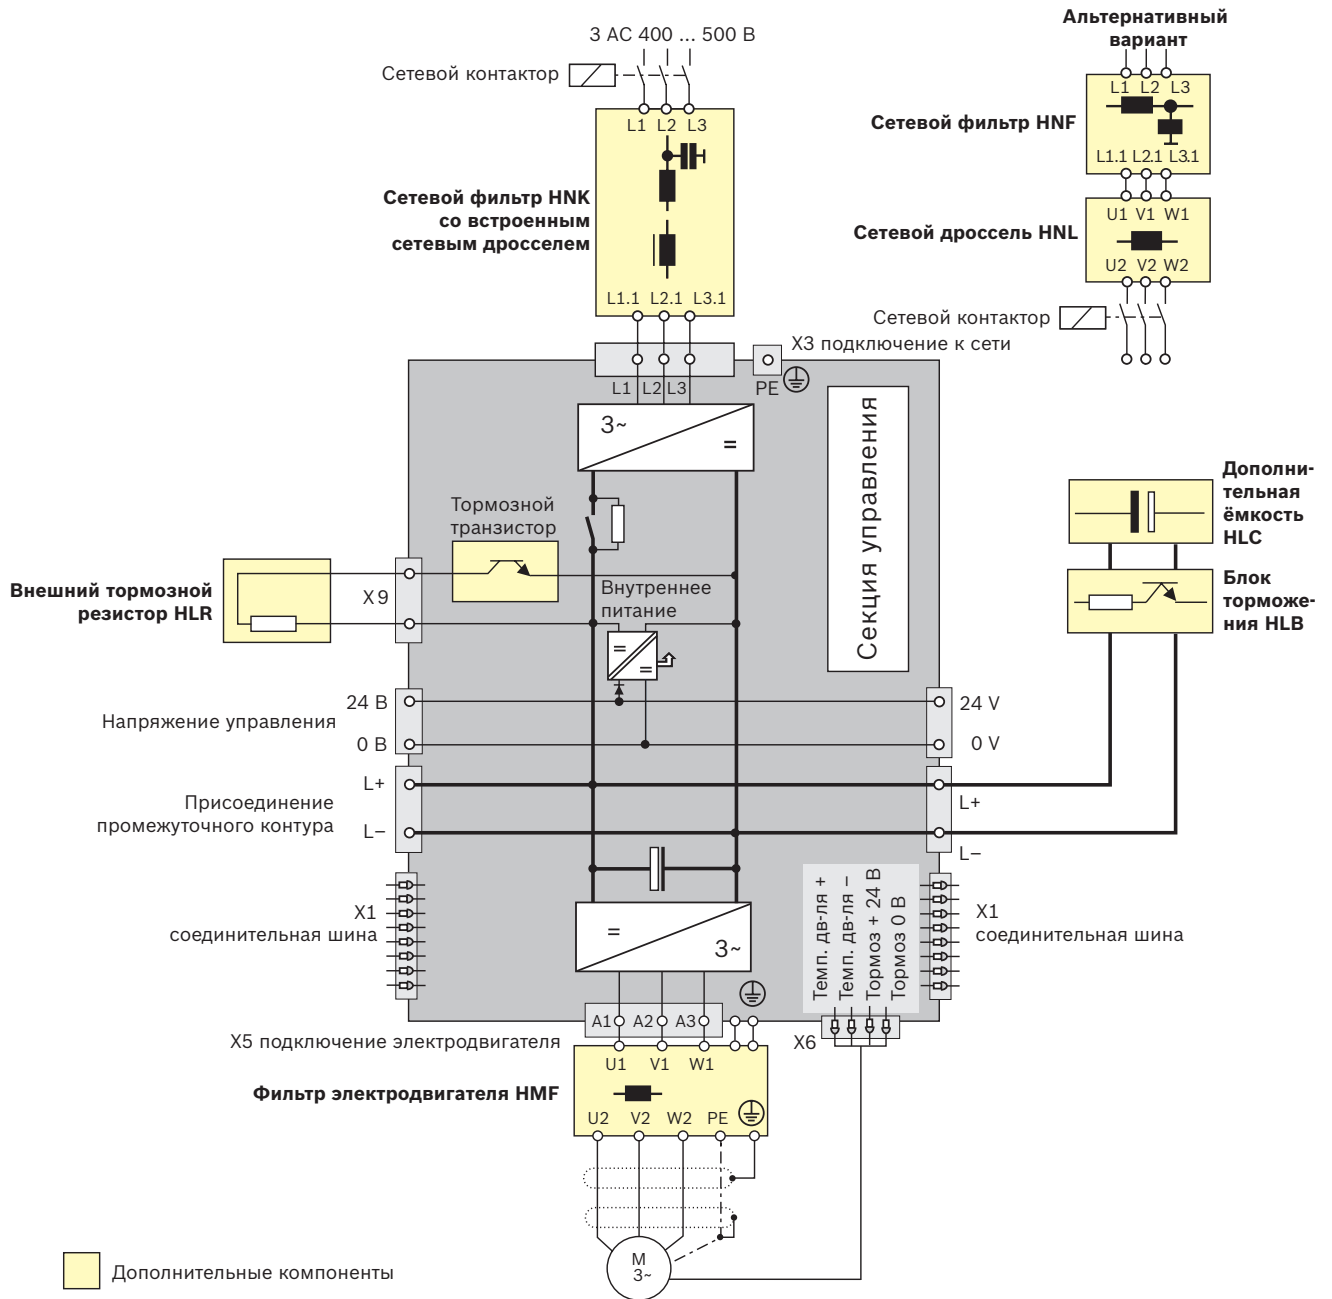 3 AC 400 ... 500 В
Сетевой контактор
L1 L2 L3
Сетевой фильтр HNK
со встроенным
сетевым дросселем
L1.1 L2.1 L3.1
Альтернативный
вариант
L1 L2 L3
Сетевой фильтр HNF
L1.1 L2.1 L3.1
U1 V1 W1
Сетевой дроссель HNL
U2 V2 W2
Сетевой контактор
X3 подключение к сети
L1 L2 L3
PE
3~
=
Секция управления
Тормозной
транзистор
Внешний тормозной
резистор HLR
X9
Внутреннее
питание
=
=
Дополни-
тельная
ёмкость
HLC
Блок
торможе-
ния HLB
Напряжение управления
24 В
0 В
24 V
0 V
Присоединение
промежуточного контура
L+
L–
L+
L–
X1
соединительная шина
X1
соединительная шина
=
3~
Темп. дв-ля +
Темп. дв-ля –
Тормоз + 24 В
Тормоз 0 В
X6
A1 A2 A3
X5 подключение электродвигателя
U1 V1 W1
Фильтр электродвигателя HMF
U2 V2 W2 PE
M
3~
Дополнительные компоненты